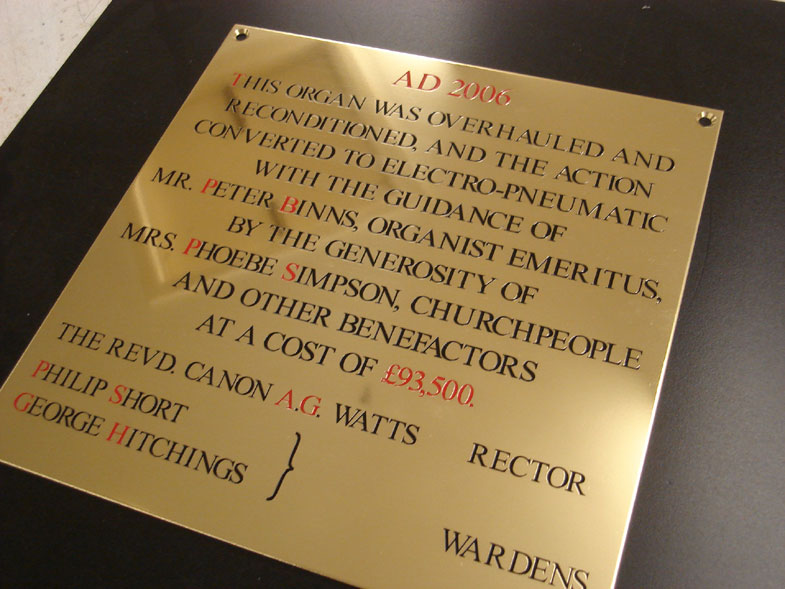 AD 2006
THIS ORGAN WAS OVERHAULED AND
RECONDITIONED, AND THE ACTION
CONVERTED TO ELECTRO-PNEUMATIC
WITH THE GUIDANCE OF
MR. PETER BINNS, ORGANIST EMERITUS,
BY THE GENEROSITY OF
MRS. PHOEBE SIMPSON, CHURCHPEOPLE
AND OTHER BENEFACTORS
AT A COST OF £93,500.
THE REVD. CANON A.G. WATTS RECTOR
PHILIP SHORT
GEORGE HITCHINGS } WARDENS